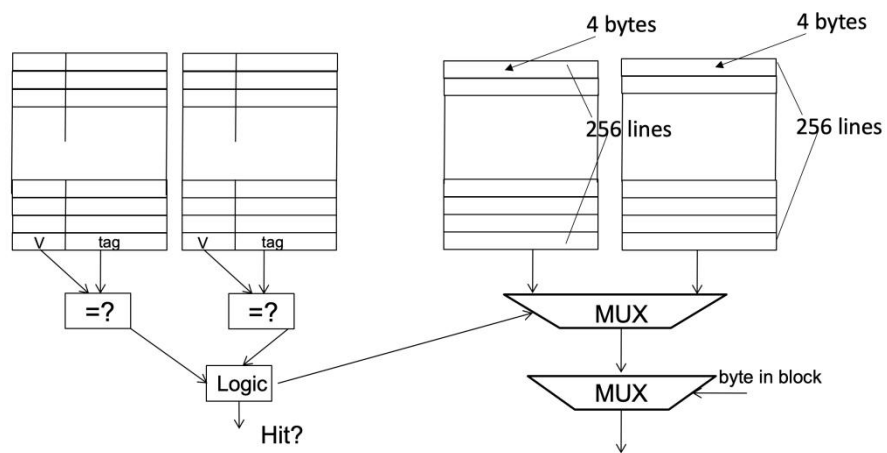 4 bytes
4 bytes
256 lines
256 lines
V tag
V tag
=?
=?
MUX
Logic
MUX
byte in block
Hit?